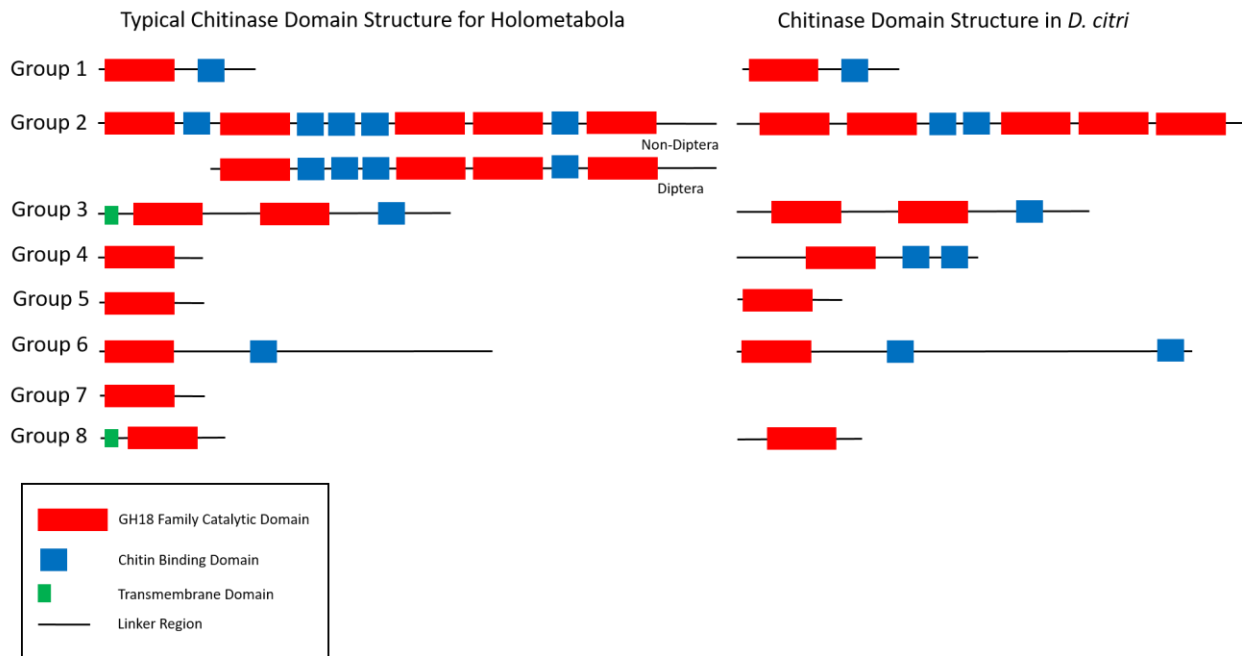 Typical Chitinase Domain Structure for Holometabola
Chitinase Domain Structure in D. citri
Group 1
Group 2
Non-Diptera
Diptera
Group 3
Group 4
Group 5
Group 6
Group 7
Group 8
GH18 Family Catalytic Domain
Chitin Binding Domain
Transmembrane Domain
Linker Region